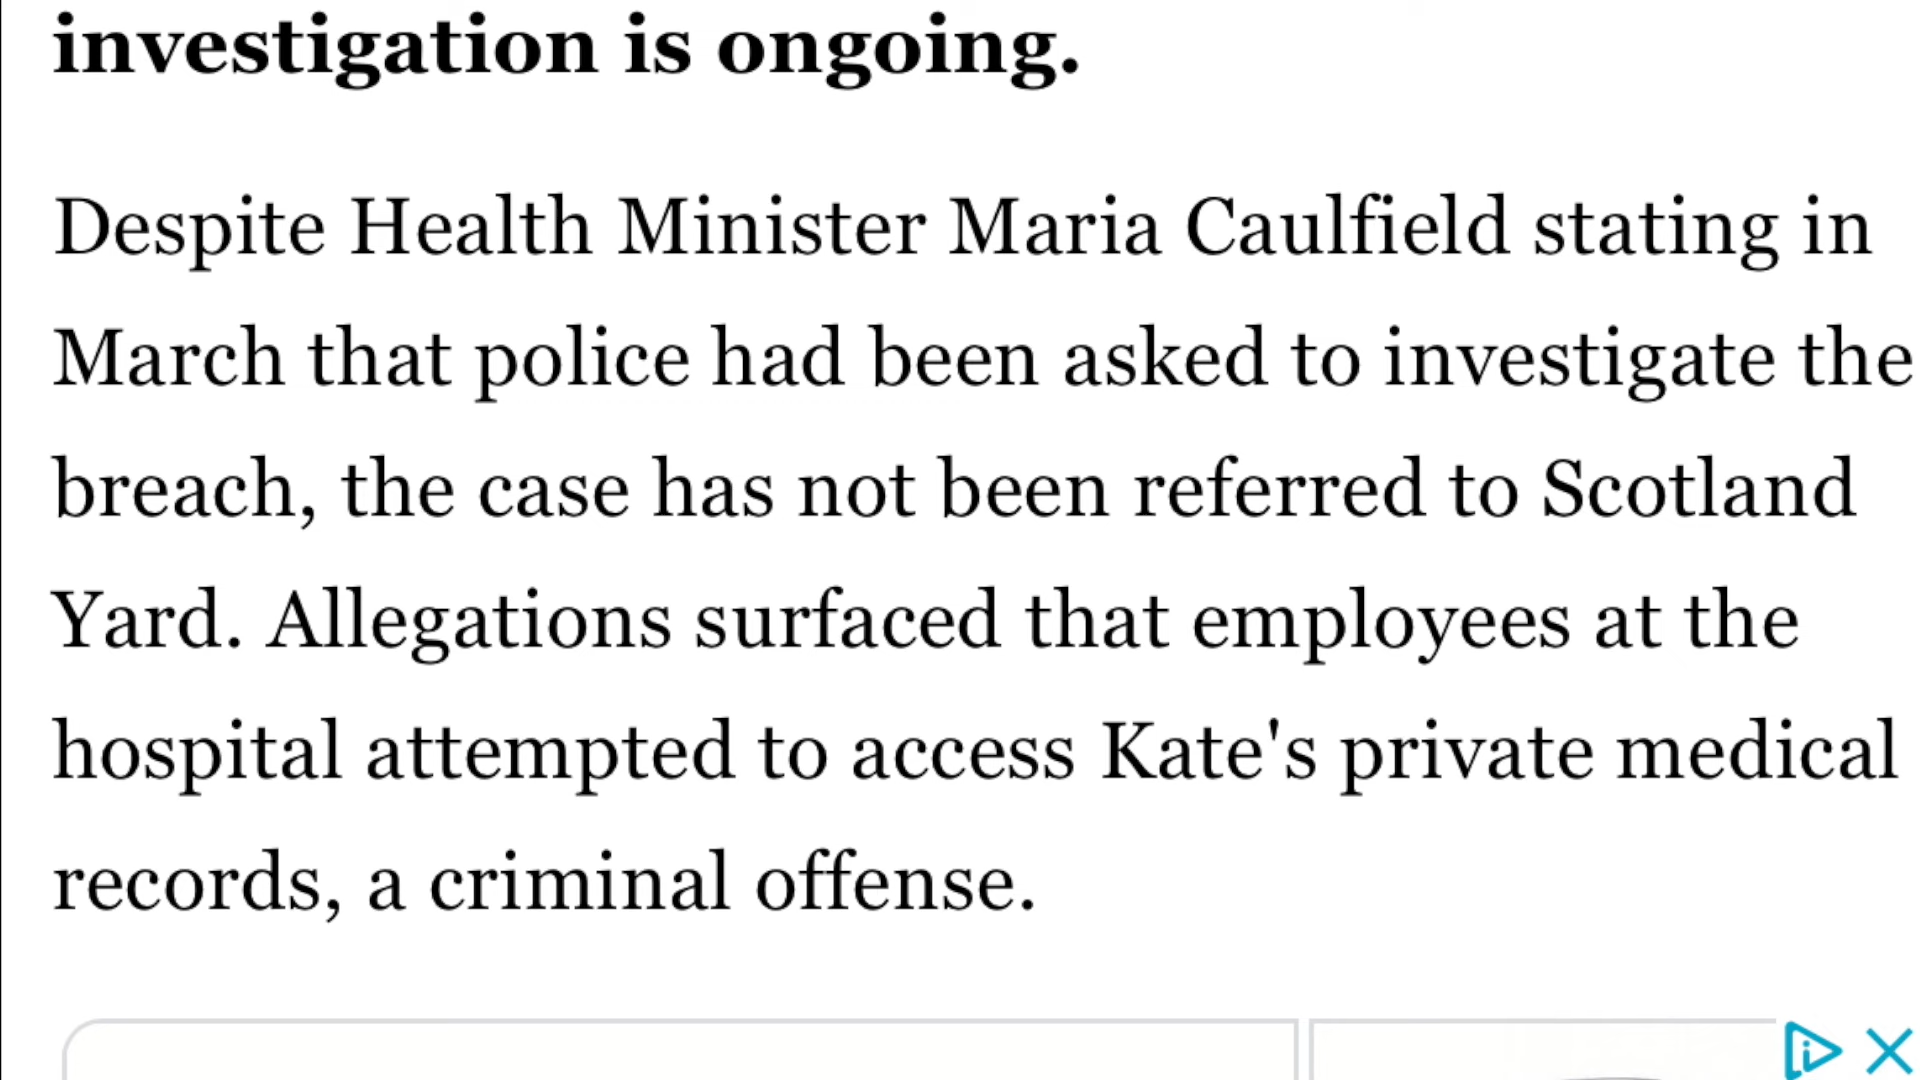 investigation is ongoing.
Despite Health Minister Maria Caulfield stating in
March that police had been asked to investigate the
breach, the case has not been referred to Scotland
Yard. Allegations surfaced that employees at the
hospital attempted to access Kate's private medical
records, a criminal offense.